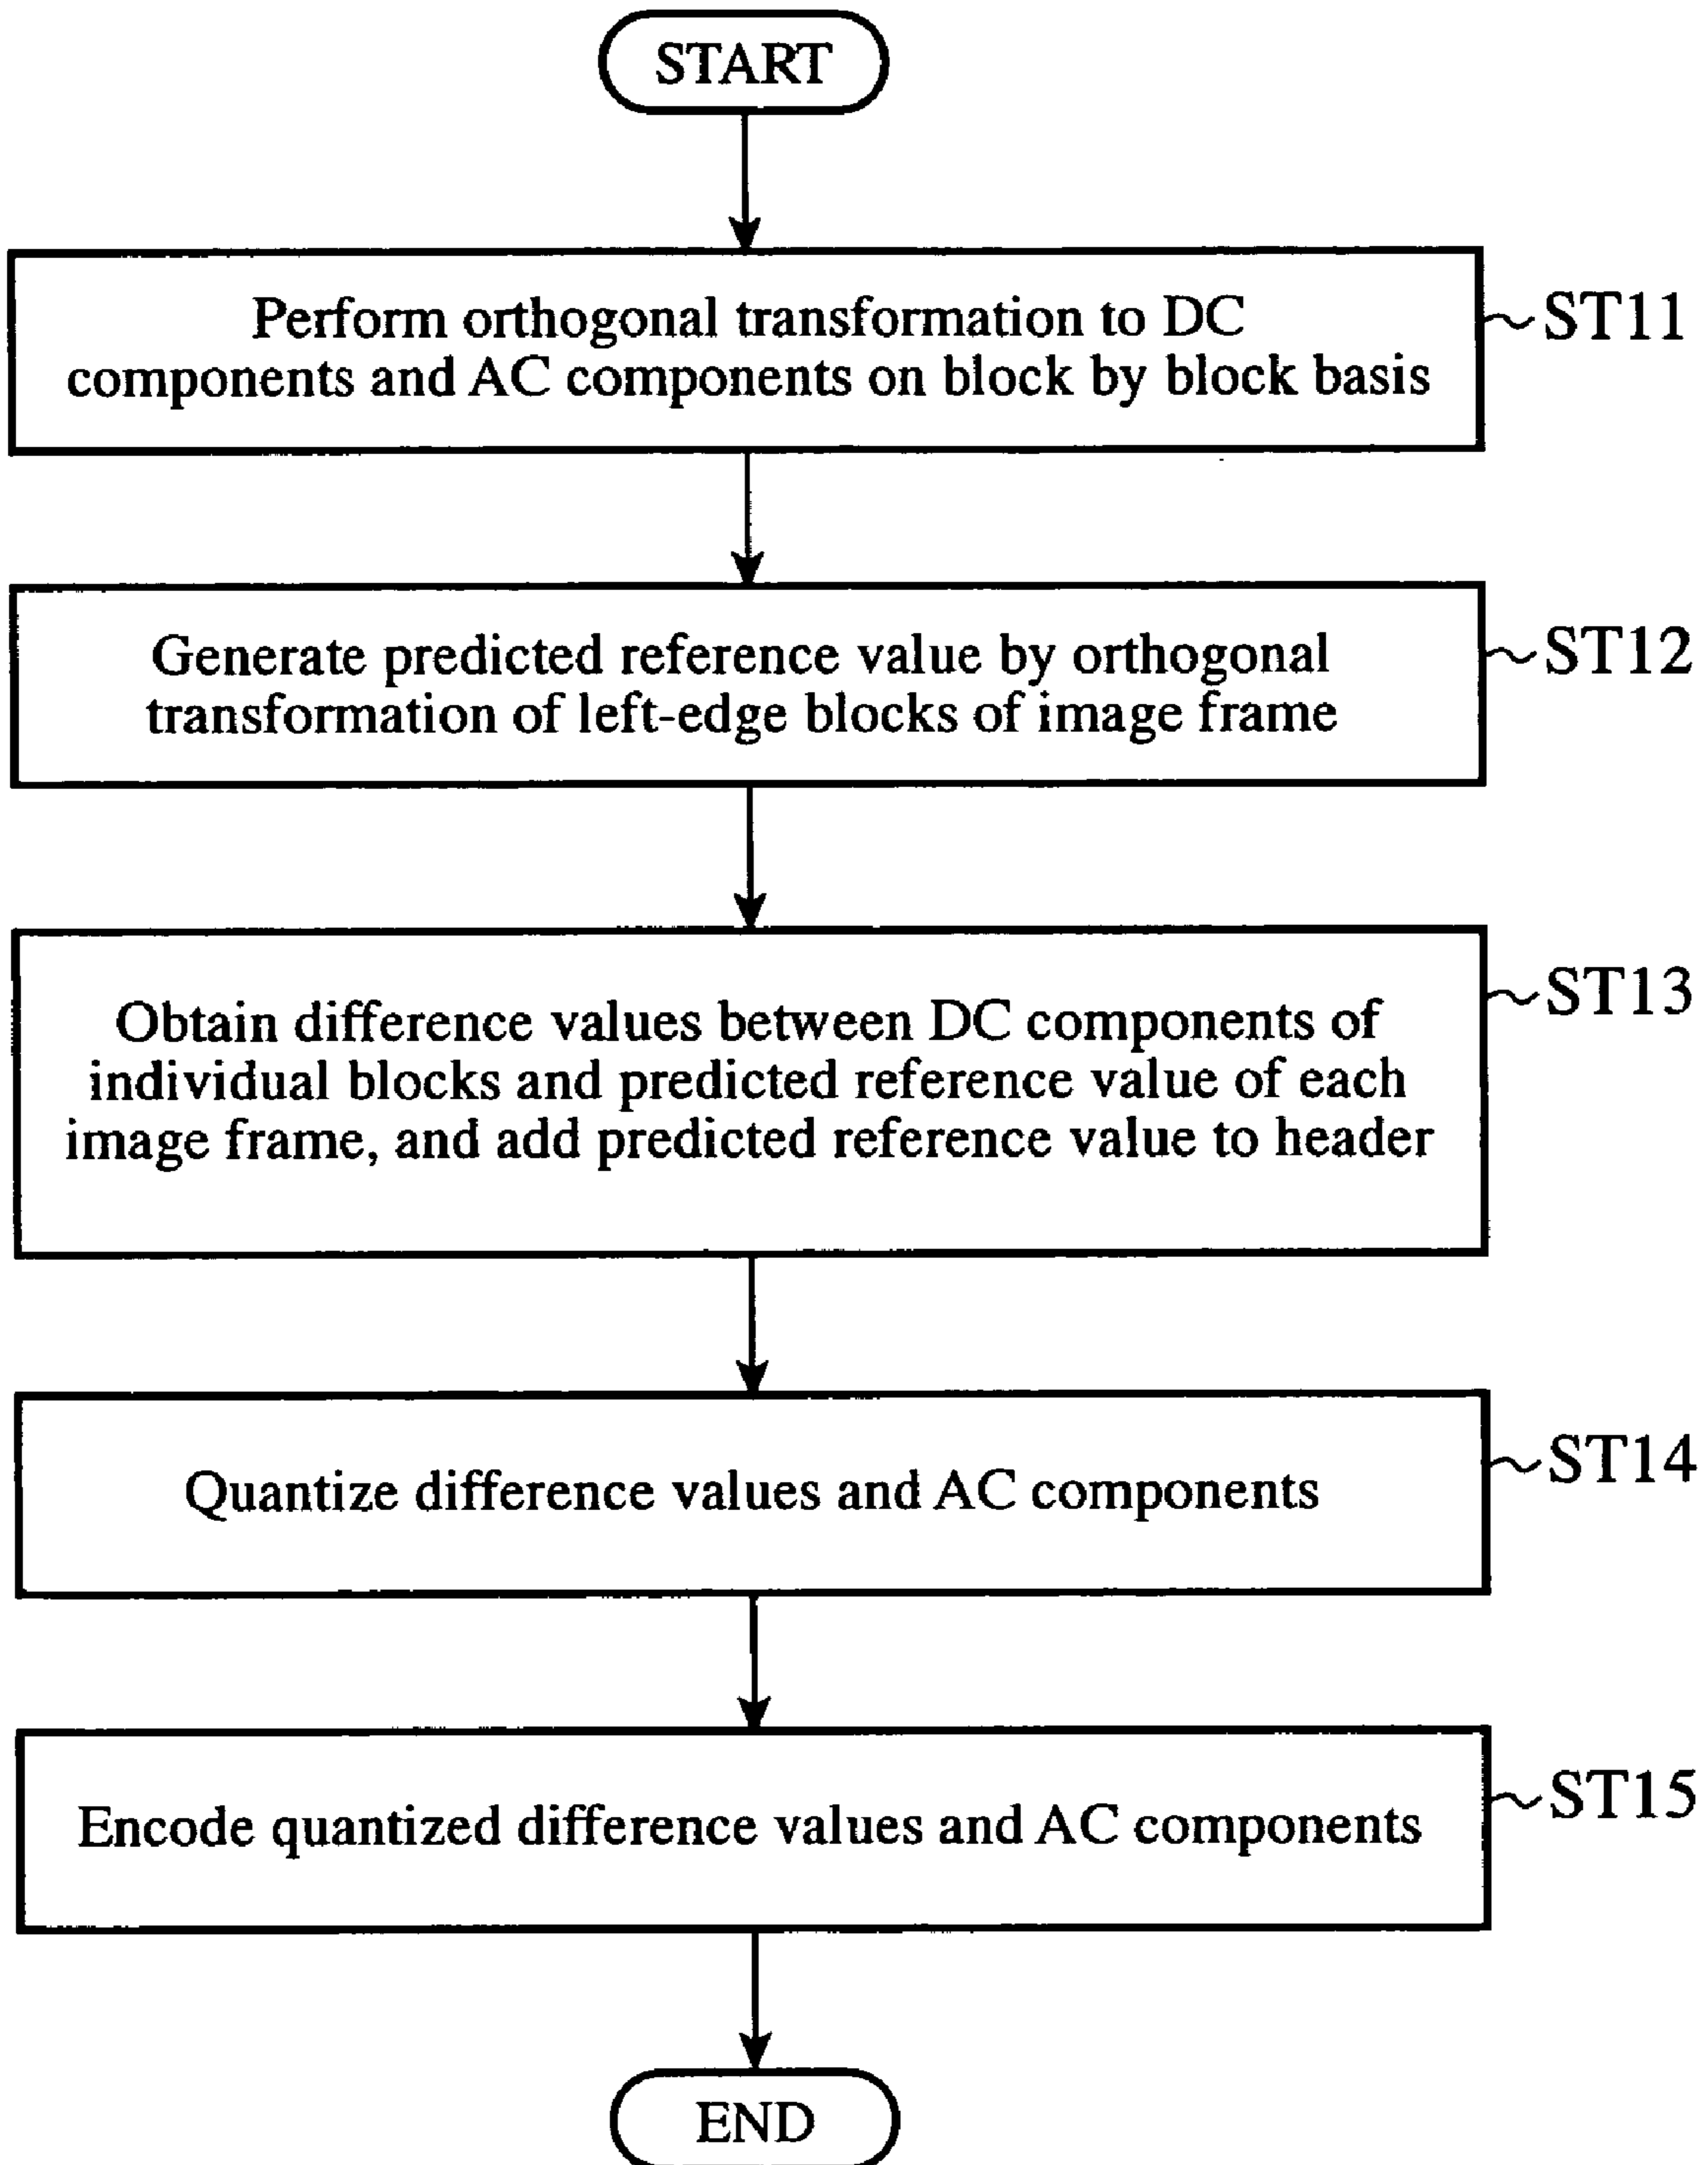 START
Perform orthogonal transformation to DC
components and AC components on block by block basis
ST11
Generate predicted reference value by orthogonal
transformation of left-edge blocks of image frame
ST12
Obtain difference values between DC components of
individual blocks and predicted reference value of each
image frame, and add predicted reference value to header
ST13
Quantize difference values and AC components
ST14
Encode quantized difference values and AC components
ST15
END